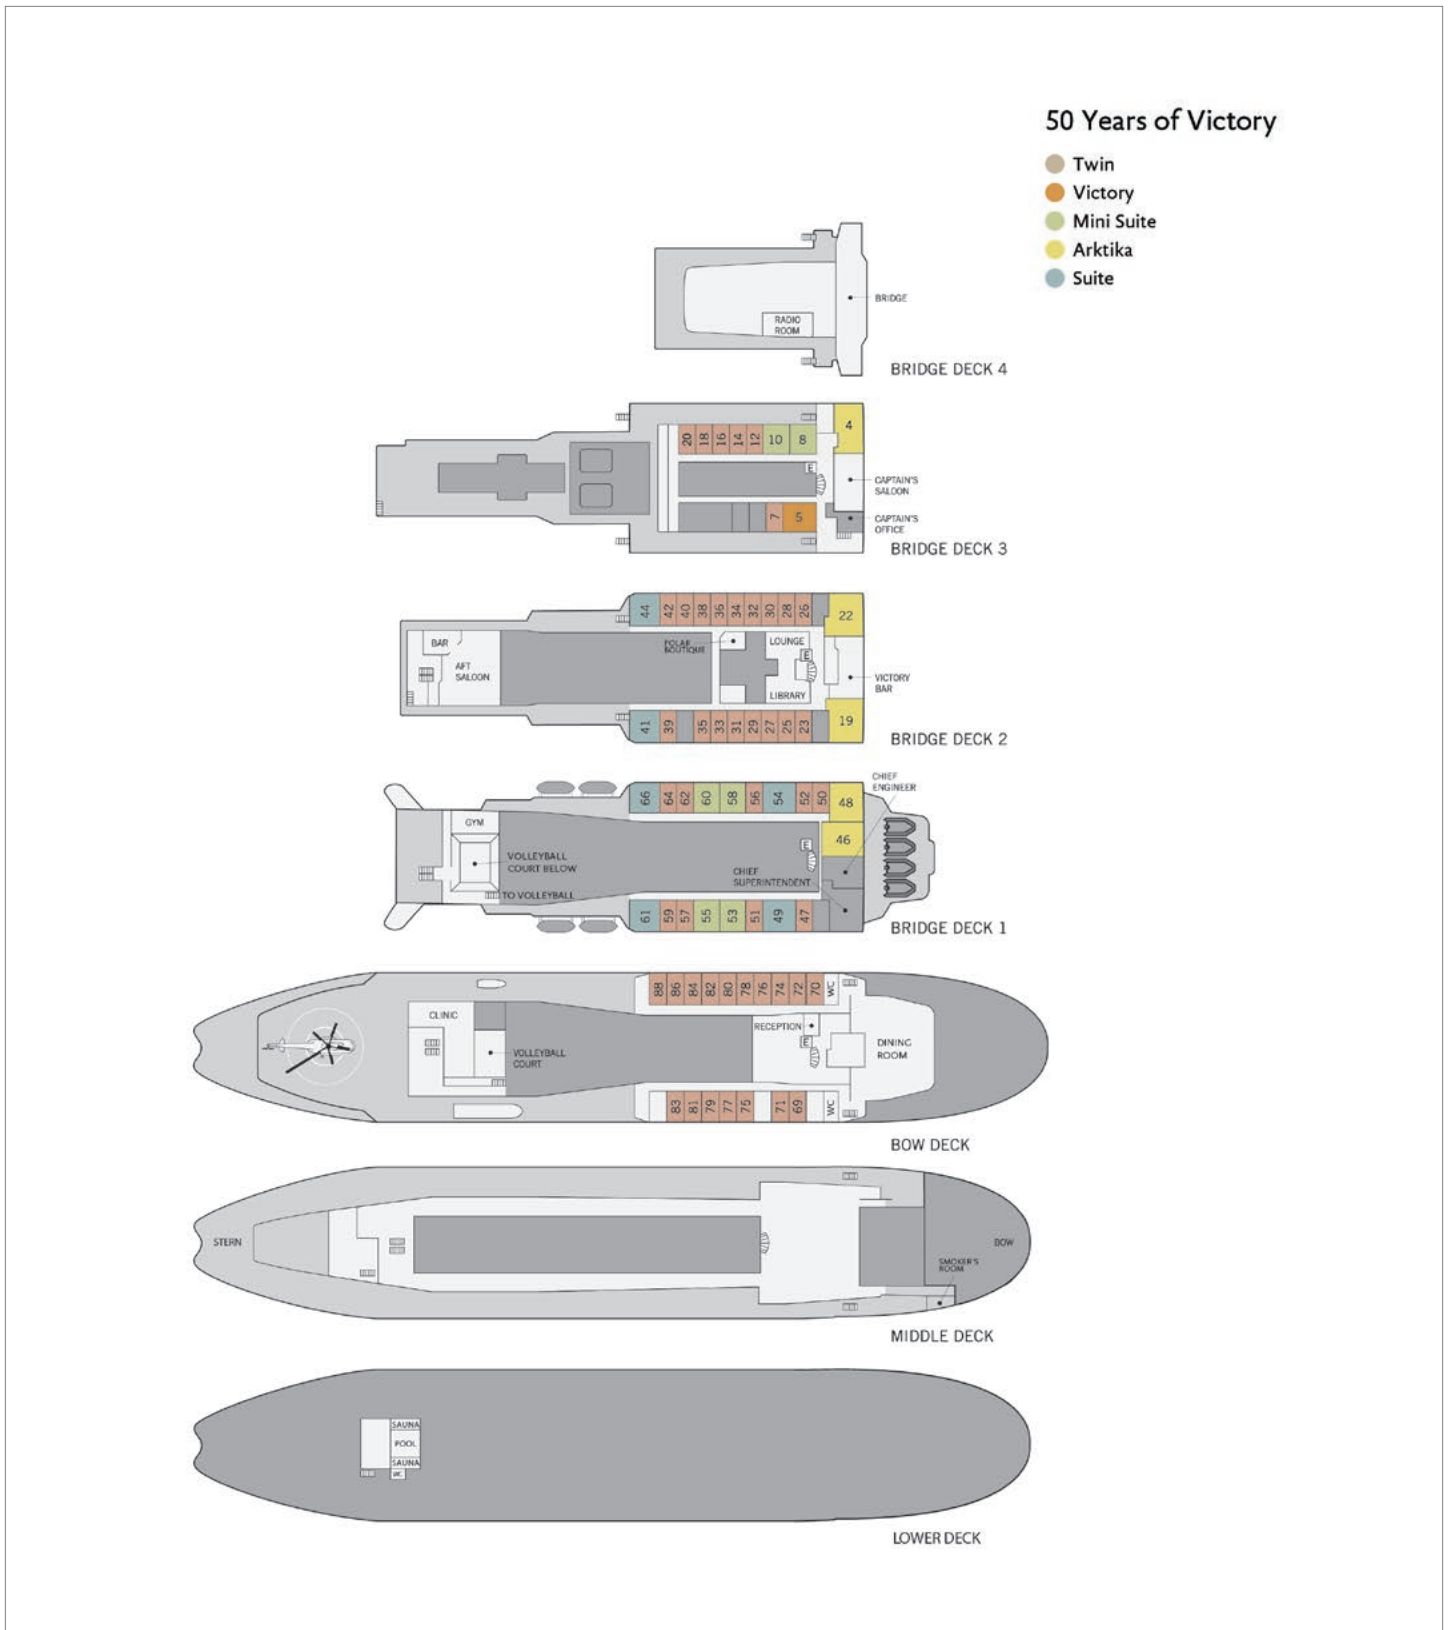 50 Years of Victory
Twin
Victory
Mini Suite
Arktika
Suite
RADIO
ROOM
BRIDGE
BRIDGE DECK 4
20 18 16 14 12 10 8
4
E
CAPTAIN'S
SALOON
7 5
CAPTAIN'S
OFFICE
BRIDGE DECK 3
44 42 40 38 36 34 32 30 28 26
22
BAR
AFT
SALOON
POLAR
BOUTIQUE
LOUNGE
E
LIBRARY
VICTORY
BAR
41 39 35 33 31 29 27 25 23
19
BRIDGE DECK 2
CHIEF
ENGINEER
66 64 62 60 58 56 54 52 50
48
GYM
46
E
VOLLEYBALL
COURT BELOW
CHIEF
SUPERINTENDENT
TO VOLLEYBALL
61 59 57 55 53 51 49 47
BRIDGE DECK 1
88 86 84 82 80 78 76 74 72 70 WC
CLINIC
RECEPTION
E
VOLLEYBALL
COURT
DINING
ROOM
83 81 79 77 75 71 69 WC
BOW DECK
STERN
BOW
SMOKER'S
ROOM
MIDDLE DECK
SAUNA
POOL
SAUNA
WC
LOWER DECK